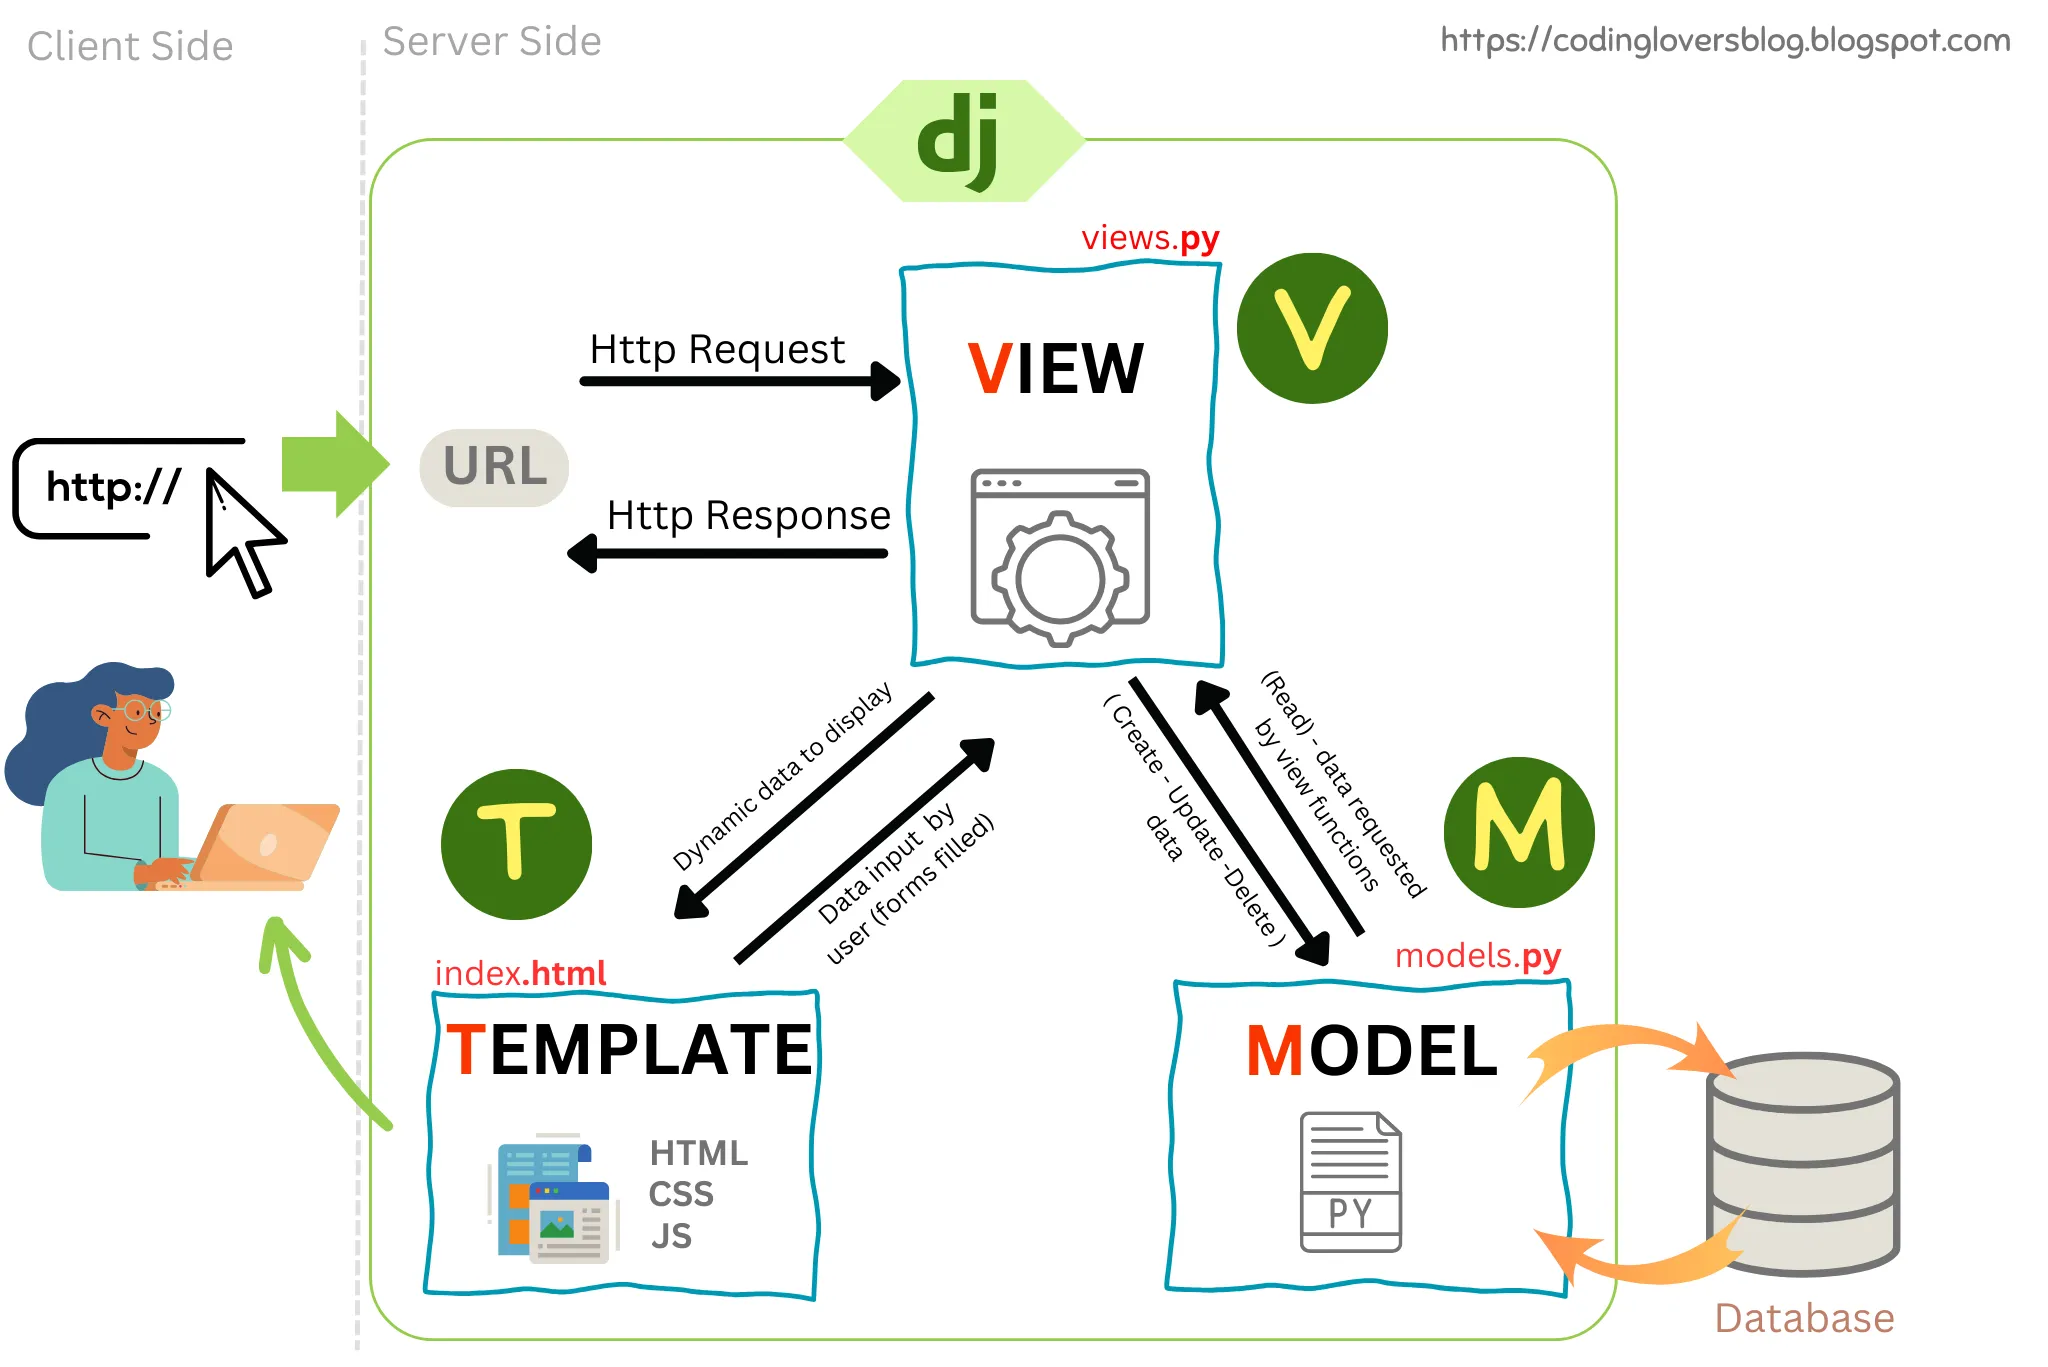 Client Side
Server Side
https://codingloversblog.blogspot.com
dj
views.py
V
VIEW
Http Request
http://
URL
Http Response
Dynamic data to display
Data input by
user (forms filled)
( Create - Update -Delete )
data
(Read) - data requested
by view functions
T
M
index.html
models.py
TEMPLATE
MODEL
HTML
CSS
JS
PY
Database